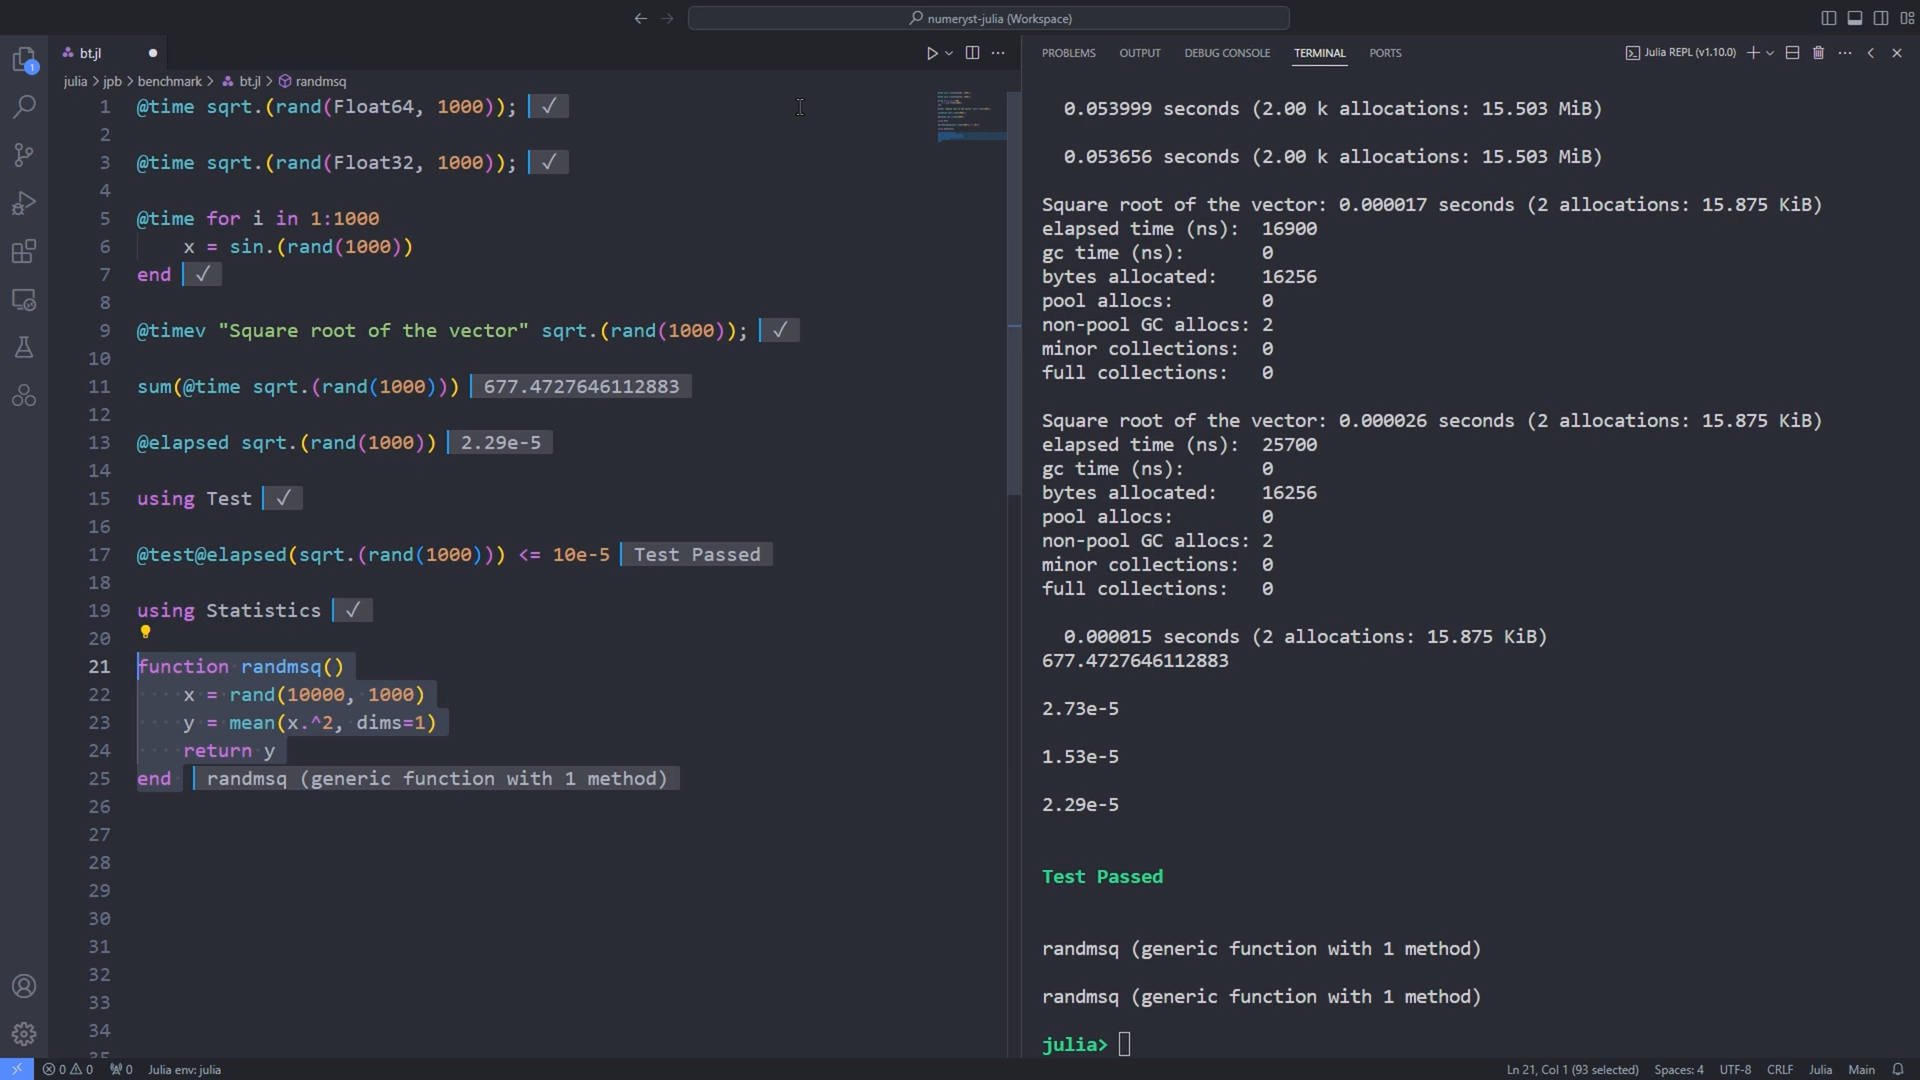 numeryst-julia (Workspace)
bt.jl
PROBLEMS OUTPUT DEBUG CONSOLE TERMINAL PORTS Julia REPL (v1.10.0)
julia > jpb > benchmark > bt.jl > randmsq
1 @time sqrt.(rand(Float64, 1000)); ✓
2
3 @time sqrt.(rand(Float32, 1000)); ✓
4
5 @time for i in 1:1000
6 x = sin.(rand(1000))
7 end ✓
8
9 @timev "Square root of the vector" sqrt.(rand(1000)); ✓
10
11 sum(@time sqrt.(rand(1000))) 677.4727646112883
12
13 @elapsed sqrt.(rand(1000)) 2.29e-5
14
15 using Test ✓
16
17 @test@elapsed(sqrt.(rand(1000))) <= 10e-5 Test Passed
18
19 using Statistics ✓
20
21 function randmsq()
22 x = rand(10000, 1000)
23 y = mean(x.^2, dims=1)
24 return y
25 end randmsq (generic function with 1 method)
26
27
28
29
30
31
32
33
34
35
0.053999 seconds (2.00 k allocations: 15.503 MiB)
0.053656 seconds (2.00 k allocations: 15.503 MiB)
Square root of the vector: 0.000017 seconds (2 allocations: 15.875 KiB)
elapsed time (ns): 16900
gc time (ns): 0
bytes allocated: 16256
pool allocs: 0
non-pool GC allocs: 2
minor collections: 0
full collections: 0
Square root of the vector: 0.000026 seconds (2 allocations: 15.875 KiB)
elapsed time (ns): 25700
gc time (ns): 0
bytes allocated: 16256
pool allocs: 0
non-pool GC allocs: 2
minor collections: 0
full collections: 0
0.000015 seconds (2 allocations: 15.875 KiB)
677.4727646112883
2.73e-5
1.53e-5
2.29e-5
Test Passed
randmsq (generic function with 1 method)
randmsq (generic function with 1 method)
julia>
1
0 0 0 Julia env: julia Ln 21, Col 1 (93 selected) Spaces: 4 UTF-8 CRLF Julia Main